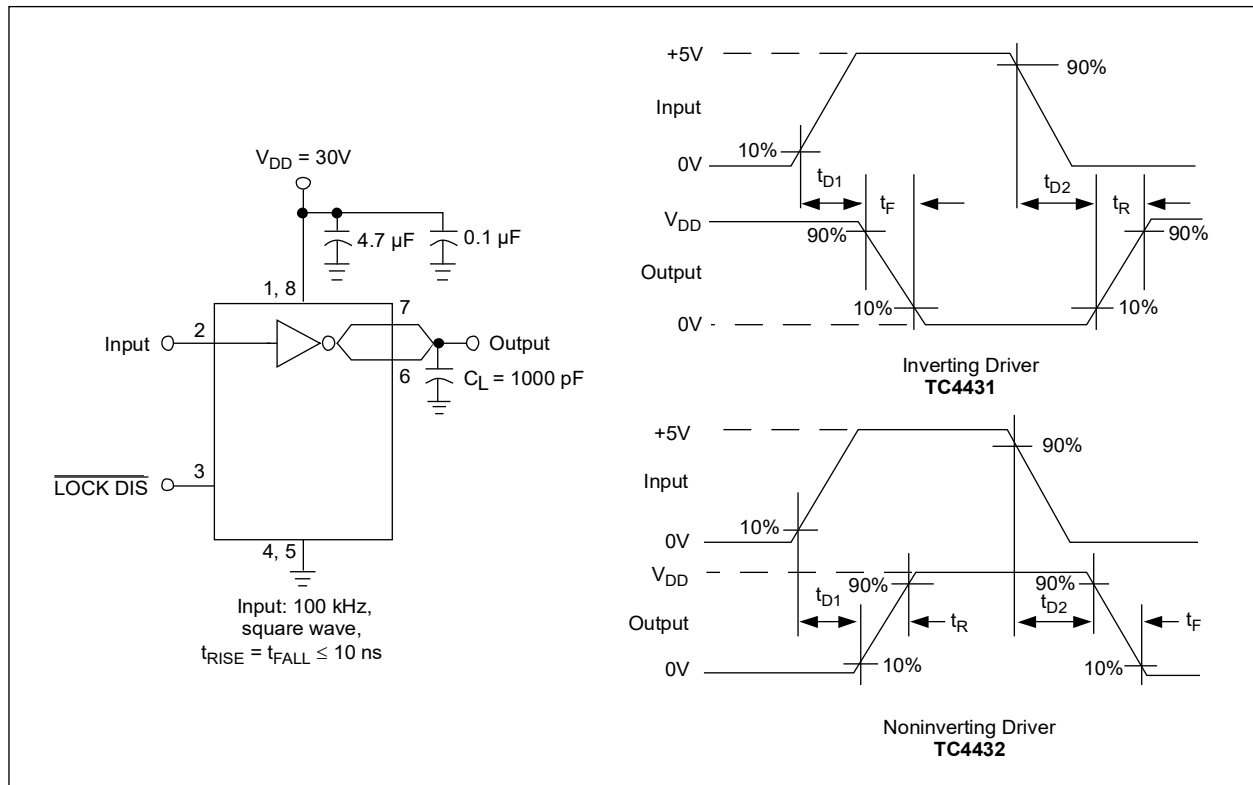 V_DD = 30V
4.7 µF
0.1 µF
1, 8
Input
2
7
6
Output
C_L = 1000 pF
LOCK DIS
3
4, 5
Input: 100 kHz,
square wave,
t_RISE = t_FALL ≤ 10 ns
+5V
90%
Input
10%
0V
t_D1
t_F
t_D2
t_R
V_DD
90%
90%
Output
10%
10%
0V
Inverting Driver
TC4431
+5V
90%
Input
10%
0V
V_DD
90%
90%
t_D1
t_R
t_D2
t_F
Output
10%
10%
0V
Noninverting Driver
TC4432